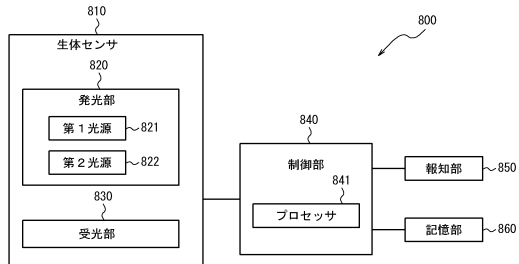 810
800
生体センサ
820
発光部
第1光源
821
第2光源
822
830
受光部
840
制御部
841
プロセッサ
報知部
850
記憶部
860